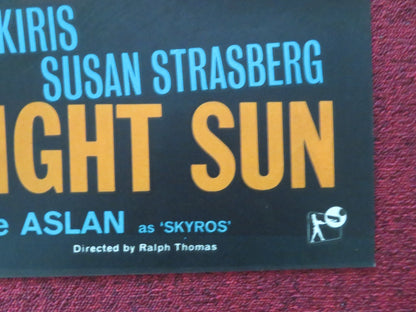 KIRIS
SUSAN STRASBERG
IGHT SUN
e ASLAN as 'SKYROS'
Directed by Ralph Thomas